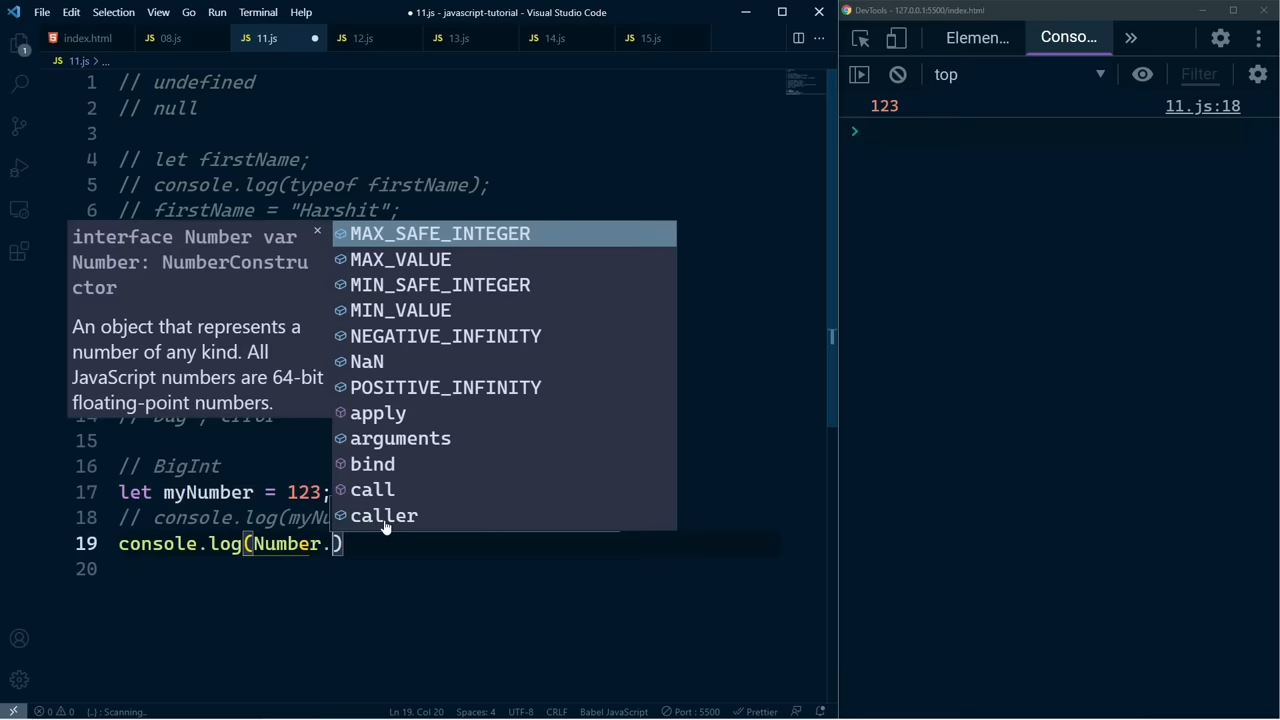 File Edit Selection View Go Run Terminal Help
● 11.js - javascript-tutorial - Visual Studio Code
DevTools - 127.0.0.1:5500/index.html
index.html
JS 08.js
JS 11.js
JS 12.js
JS 13.js
JS 14.js
JS 15.js
JS 11.js > ...
1 // undefined
2 // null
3
4 // let firstName;
5 // console.log(typeof firstName);
6 // firstName = "Harshit";
interface Number var
Number: NumberConstru
ctor
An object that represents a
number of any kind. All
JavaScript numbers are 64-bit
floating-point numbers.
MAX_SAFE_INTEGER
MAX_VALUE
MIN_SAFE_INTEGER
MIN_VALUE
NEGATIVE_INFINITY
NaN
POSITIVE_INFINITY
apply
arguments
bind
call
caller
15
16 // BigInt
17 let myNumber = 123;
18 // console.log(myNu
19 console.log(Number.)
20
0 0 {..} : Scanning..
Ln 19, Col 20 Spaces: 4 UTF-8 CRLF Babel JavaScript Port : 5500 Prettier
Elemen... Conso... »
top Filter
123 11.js:18
>
1